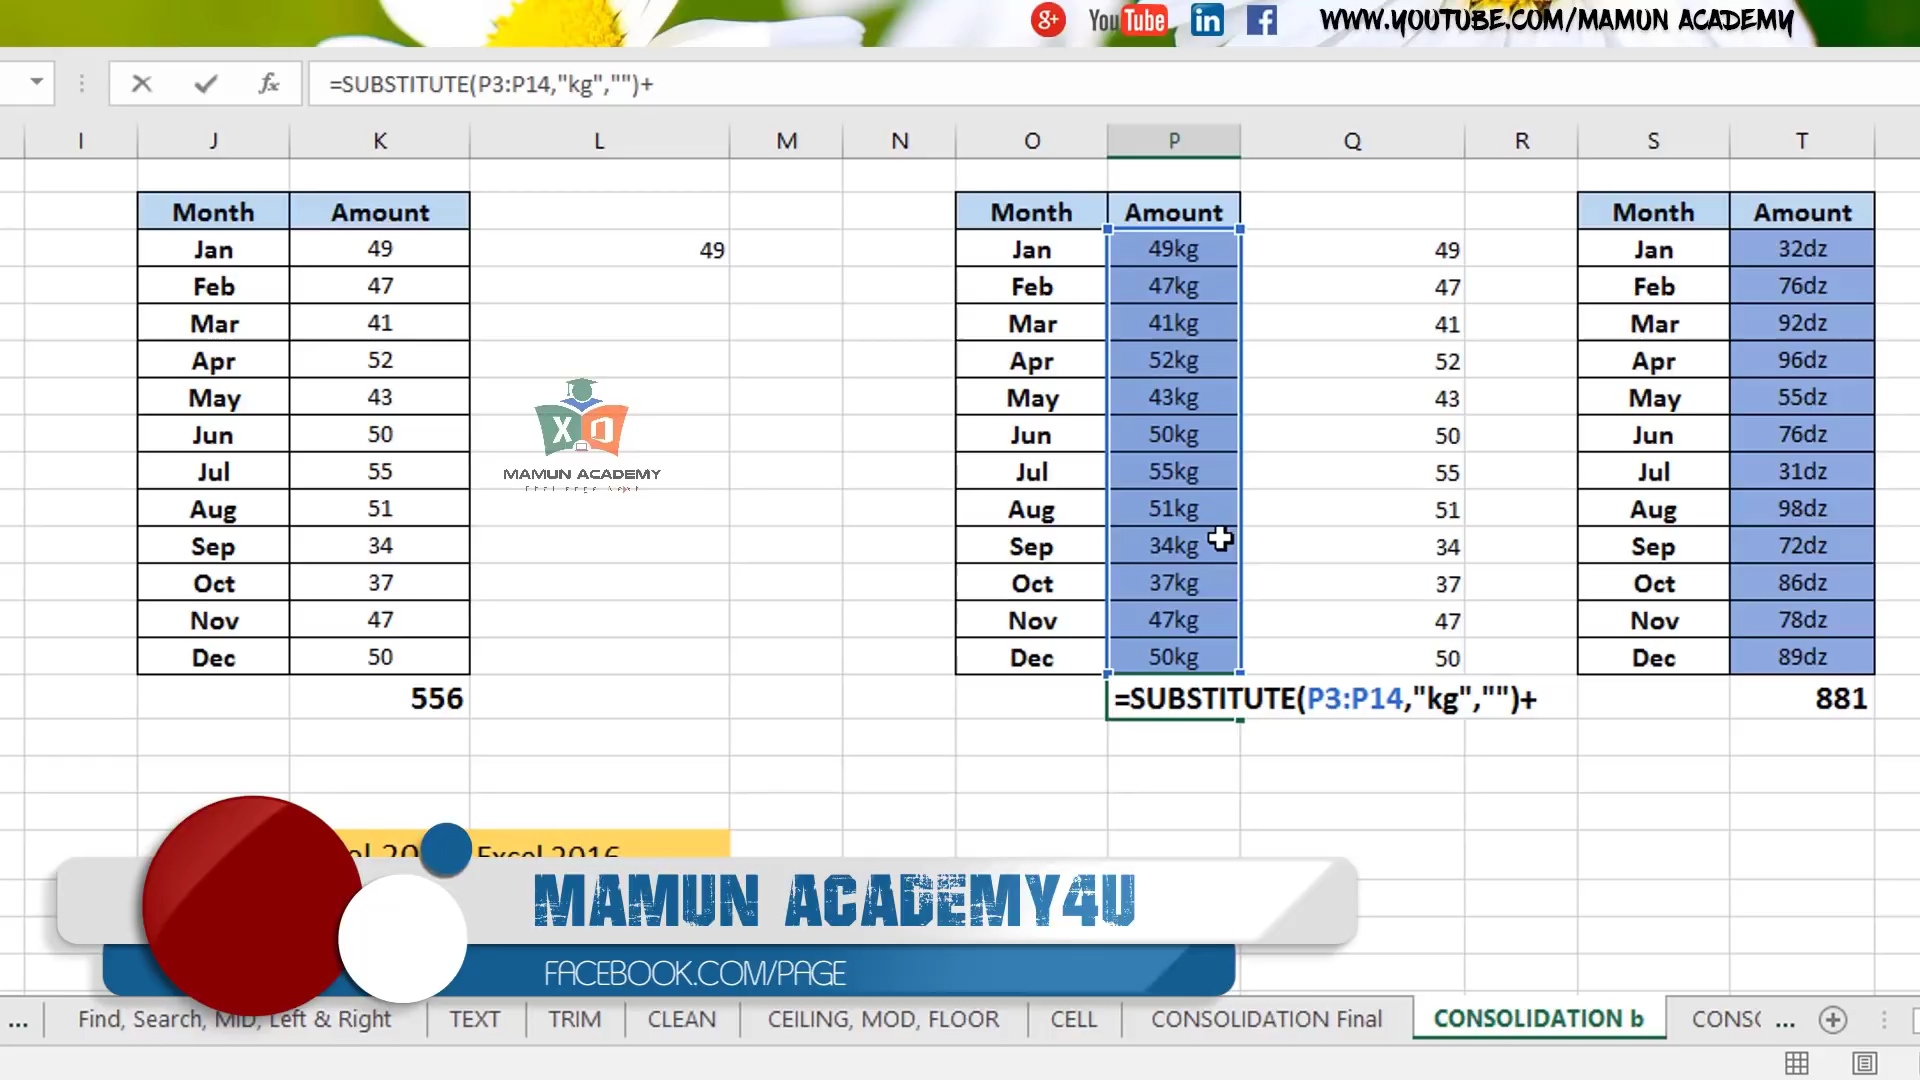 g+ You Tube in f WWW.YOUTUBE.COM/MAMUN ACADEMY
fx =SUBSTITUTE(P3:P14,"kg","")+
I J K L M N O P Q R S T
Month Amount Month Amount Month Amount
Jan 49 49 Jan 49kg 49 Jan 32dz
Feb 47 Feb 47kg 47 Feb 76dz
Mar 41 Mar 41kg 41 Mar 92dz
Apr 52 Apr 52kg 52 Apr 96dz
May 43 May 43kg 43 May 55dz
Jun 50 Jun 50kg 50 Jun 76dz
Jul 55 Jul 55kg 55 Jul 31dz
MAMUN ACADEMY
Aug 51 Aug 51kg 51 Aug 98dz
Sep 34 Sep 34kg 34 Sep 72dz
Oct 37 Oct 37kg 37 Oct 86dz
Nov 47 Nov 47kg 47 Nov 78dz
Dec 50 Dec 50kg 50 Dec 89dz
556 =SUBSTITUTE(P3:P14,"kg","")+ 881
Excel 2016
MAMUN ACADEMY4U
FACEBOOK.COM/PAGE
... Find, Search, MID, Left & Right TEXT TRIM CLEAN CEILING, MOD, FLOOR CELL CONSOLIDATION Final CONSOLIDATION b CONSC ...